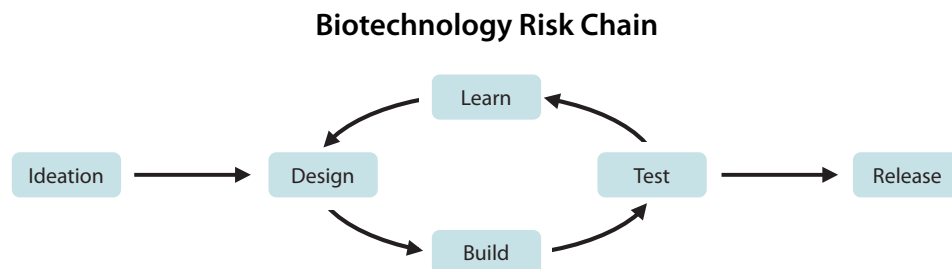 Biotechnology Risk Chain
Learn
Ideation
Design
Test
Release
Build